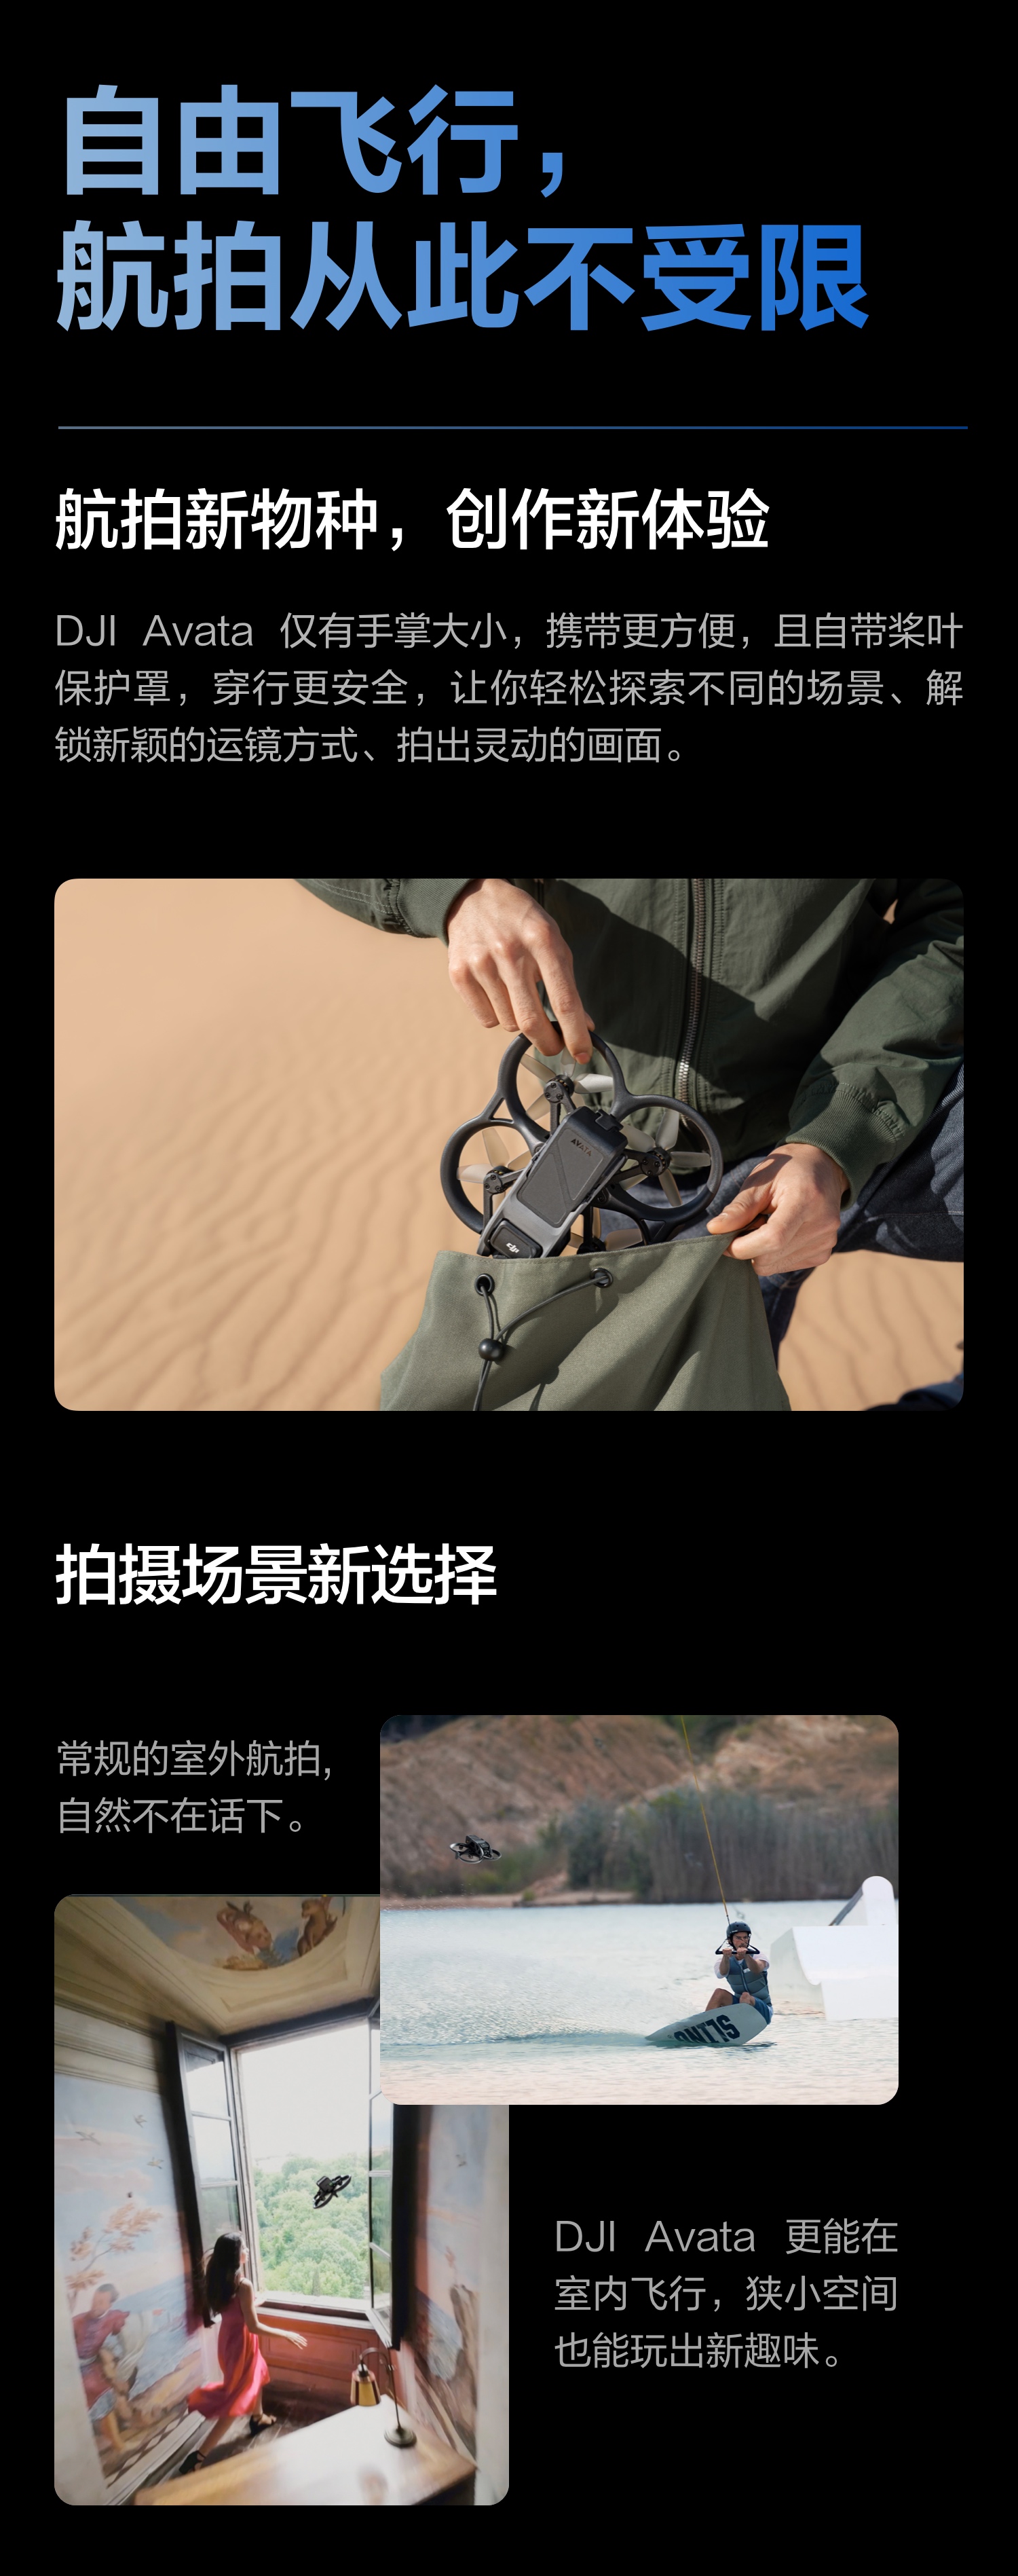 自由飞行，
航拍从此不受限
航拍新物种，创作新体验
DJI Avata 仅有手掌大小，携带更方便，且自带桨叶
保护罩，穿行更安全，让你轻松探索不同的场景、解
锁新颖的运镜方式、拍出灵动的画面。
AVATA
dji
拍摄场景新选择
常规的室外航拍，
自然不在话下。
SLING
DJI Avata 更能在
室内飞行，狭小空间
也能玩出新趣味。